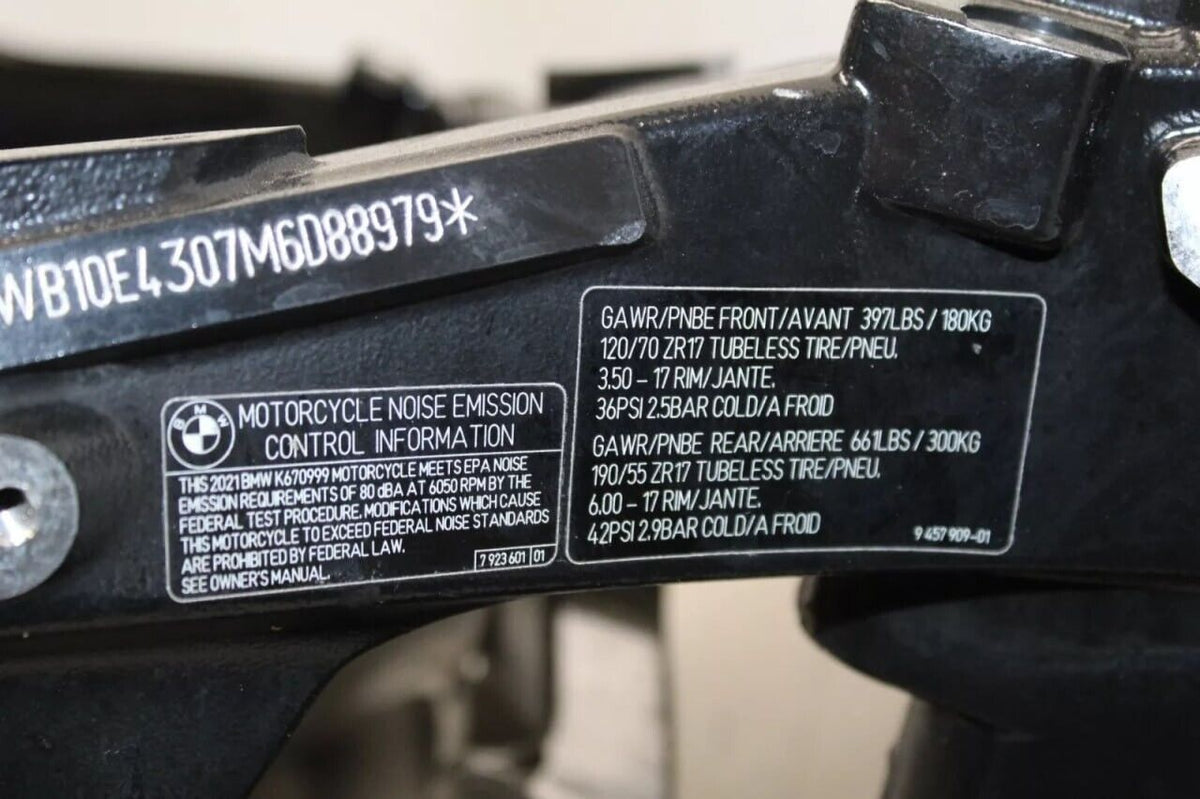 WB10E4307M6D88979*
BMW
MOTORCYCLE NOISE EMISSION
CONTROL INFORMATION
THIS 2021 BMW K670999 MOTORCYCLE MEETS EPA NOISE
EMISSION REQUIREMENTS OF 80 dBA AT 6050 RPM BY THE
FEDERAL TEST PROCEDURE. MODIFICATIONS WHICH CAUSE
THIS MOTORCYCLE TO EXCEED FEDERAL NOISE STANDARDS
ARE PROHIBITED BY FEDERAL LAW.
SEE OWNER'S MANUAL.
7 923 601 01
GAWR/PNBE FRONT/AVANT 397LBS / 180KG
120/70 ZR17 TUBELESS TIRE/PNEU.
3.50 – 17 RIM/JANTE.
36PSI 2.5BAR COLD/A FROID
GAWR/PNBE REAR/ARRIERE 661LBS / 300KG
190/55 ZR17 TUBELESS TIRE/PNEU.
6.00 – 17 RIM/JANTE.
42PSI 2.9BAR COLD/A FROID
9 457 909-01